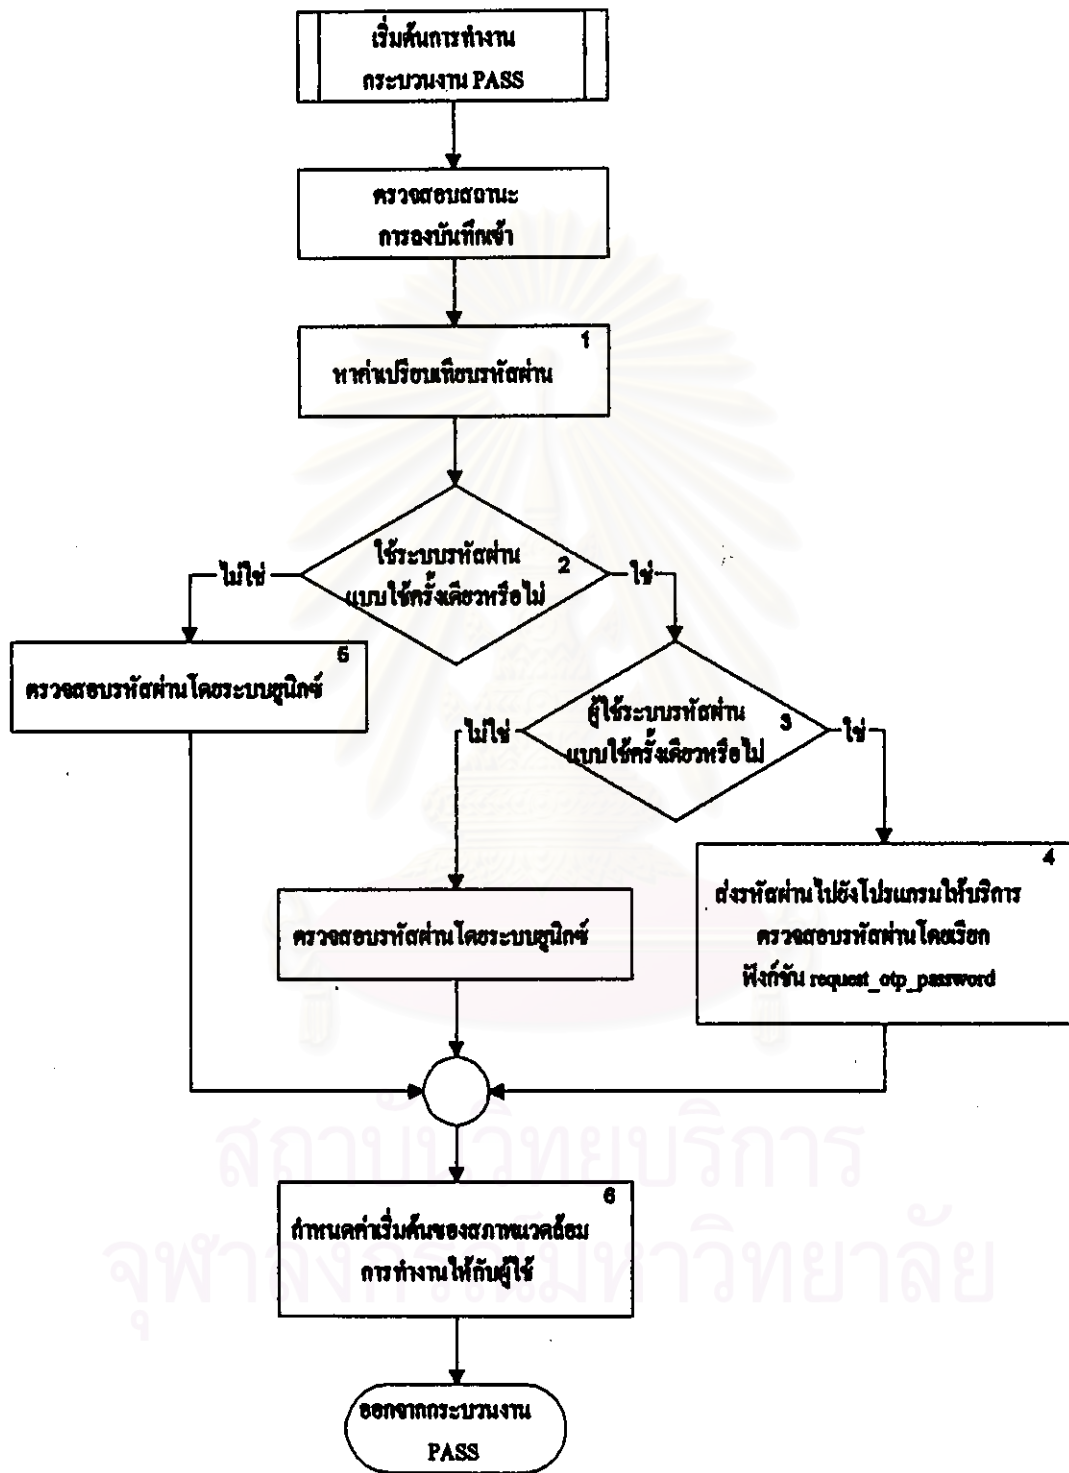 เริ่มต้นการทำงาน
กระบวนงาน PASS
ตรวจสอบสถานะ
การลงบันทึกเข้า
1
หาค่าเปรียบเทียบรหัสผ่าน
ใช้ระบบรหัสผ่าน
2
แบบใช้ครั้งเดียวหรือไม่
ไม่ใช่
ใช่
5
ตรวจสอบรหัสผ่านโดยระบบยูนิกซ์
ผู้ใช้ระบบรหัสผ่าน
3
แบบใช้ครั้งเดียวหรือไม่
ไม่ใช่
ใช่
4
ส่งรหัสผ่านไปยังโปรแกรมให้บริการ
ตรวจสอบรหัสผ่านโดยเรียก
ฟังก์ชัน request_otp_password
ตรวจสอบรหัสผ่านโดยระบบยูนิกซ์
6
กำหนดค่าเริ่มต้นของสภาพแวดล้อม
การทำงานให้กับผู้ใช้
ออกจากกระบวนงาน
PASS
สถาบันวิทยบริการ
จุฬาลงกรณ์มหาวิทยาลัย